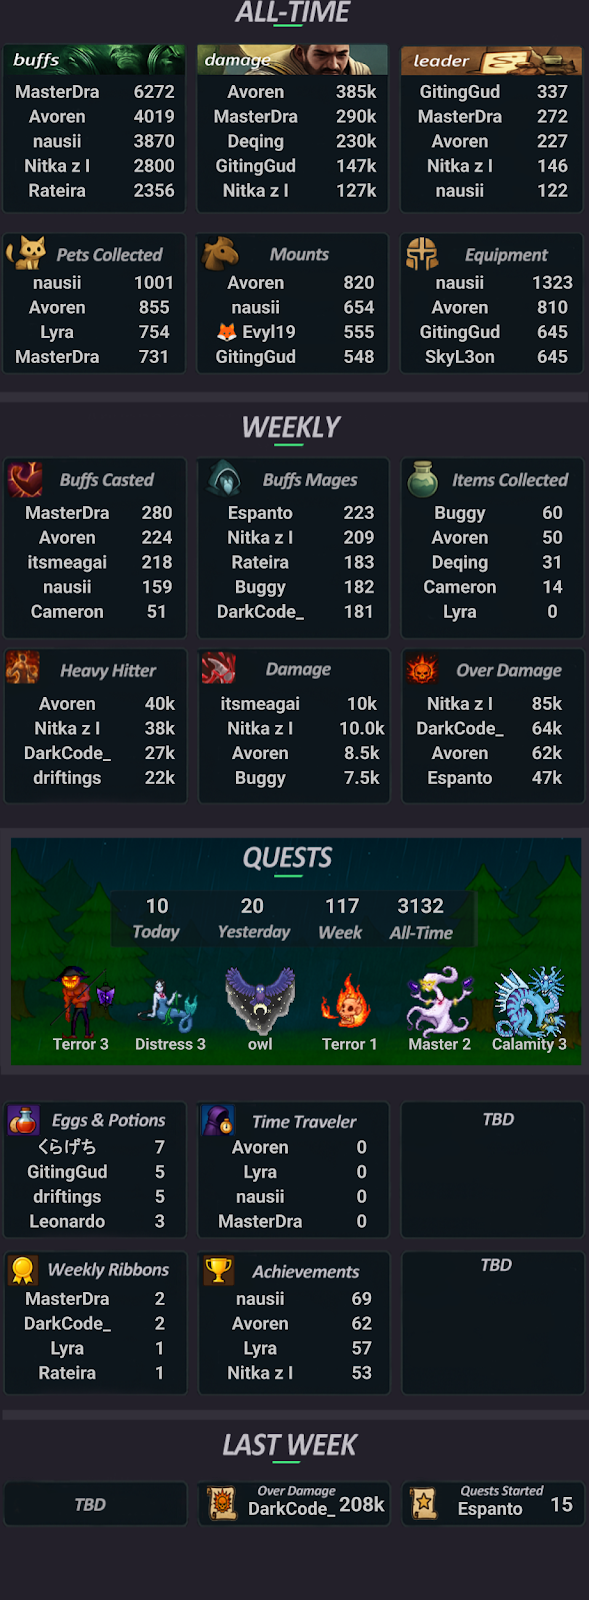 ALL-TIME
buffs
MasterDra 6272
Avoren 4019
nausii 3870
Nitka z l 2800
Rateira 2356
damage
Avoren 385k
MasterDra 290k
Deqing 230k
GitingGud 147k
Nitka z l 127k
leader
GitingGud 337
MasterDra 272
Avoren 227
Nitka z l 146
nausii 122
Pets Collected
nausii 1001
Avoren 855
Lyra 754
MasterDra 731
Mounts
Avoren 820
nausii 654
🦊 Evyl19 555
GitingGud 548
Equipment
nausii 1323
Avoren 810
GitingGud 645
SkyL3on 645
WEEKLY
Buffs Casted
MasterDra 280
Avoren 224
itsmeagai 218
nausii 159
Cameron 51
Buffs Mages
Espanto 223
Nitka z l 209
Rateira 183
Buggy 182
DarkCode_ 181
Items Collected
Buggy 60
Avoren 50
Deqing 31
Cameron 14
Lyra 0
Heavy Hitter
Avoren 40k
Nitka z l 38k
DarkCode_ 27k
driftings 22k
Damage
itsmeagai 10k
Nitka z l 10.0k
Avoren 8.5k
Buggy 7.5k
Over Damage
Nitka z l 85k
DarkCode_ 64k
Avoren 62k
Espanto 47k
QUESTS
10 20 117 3132
Today Yesterday Week All-Time
Terror 3 Distress 3 owl Terror 1 Master 2 Calamity 3
Eggs & Potions
くらげち 7
GitingGud 5
driftings 5
Leonardo 3
Time Traveler
Avoren 0
Lyra 0
nausii 0
MasterDra 0
TBD
Weekly Ribbons
MasterDra 2
DarkCode_ 2
Lyra 1
Rateira 1
Achievements
nausii 69
Avoren 62
Lyra 57
Nitka z l 53
TBD
LAST WEEK
TBD
Over Damage
DarkCode_ 208k
Quests Started
Espanto 15